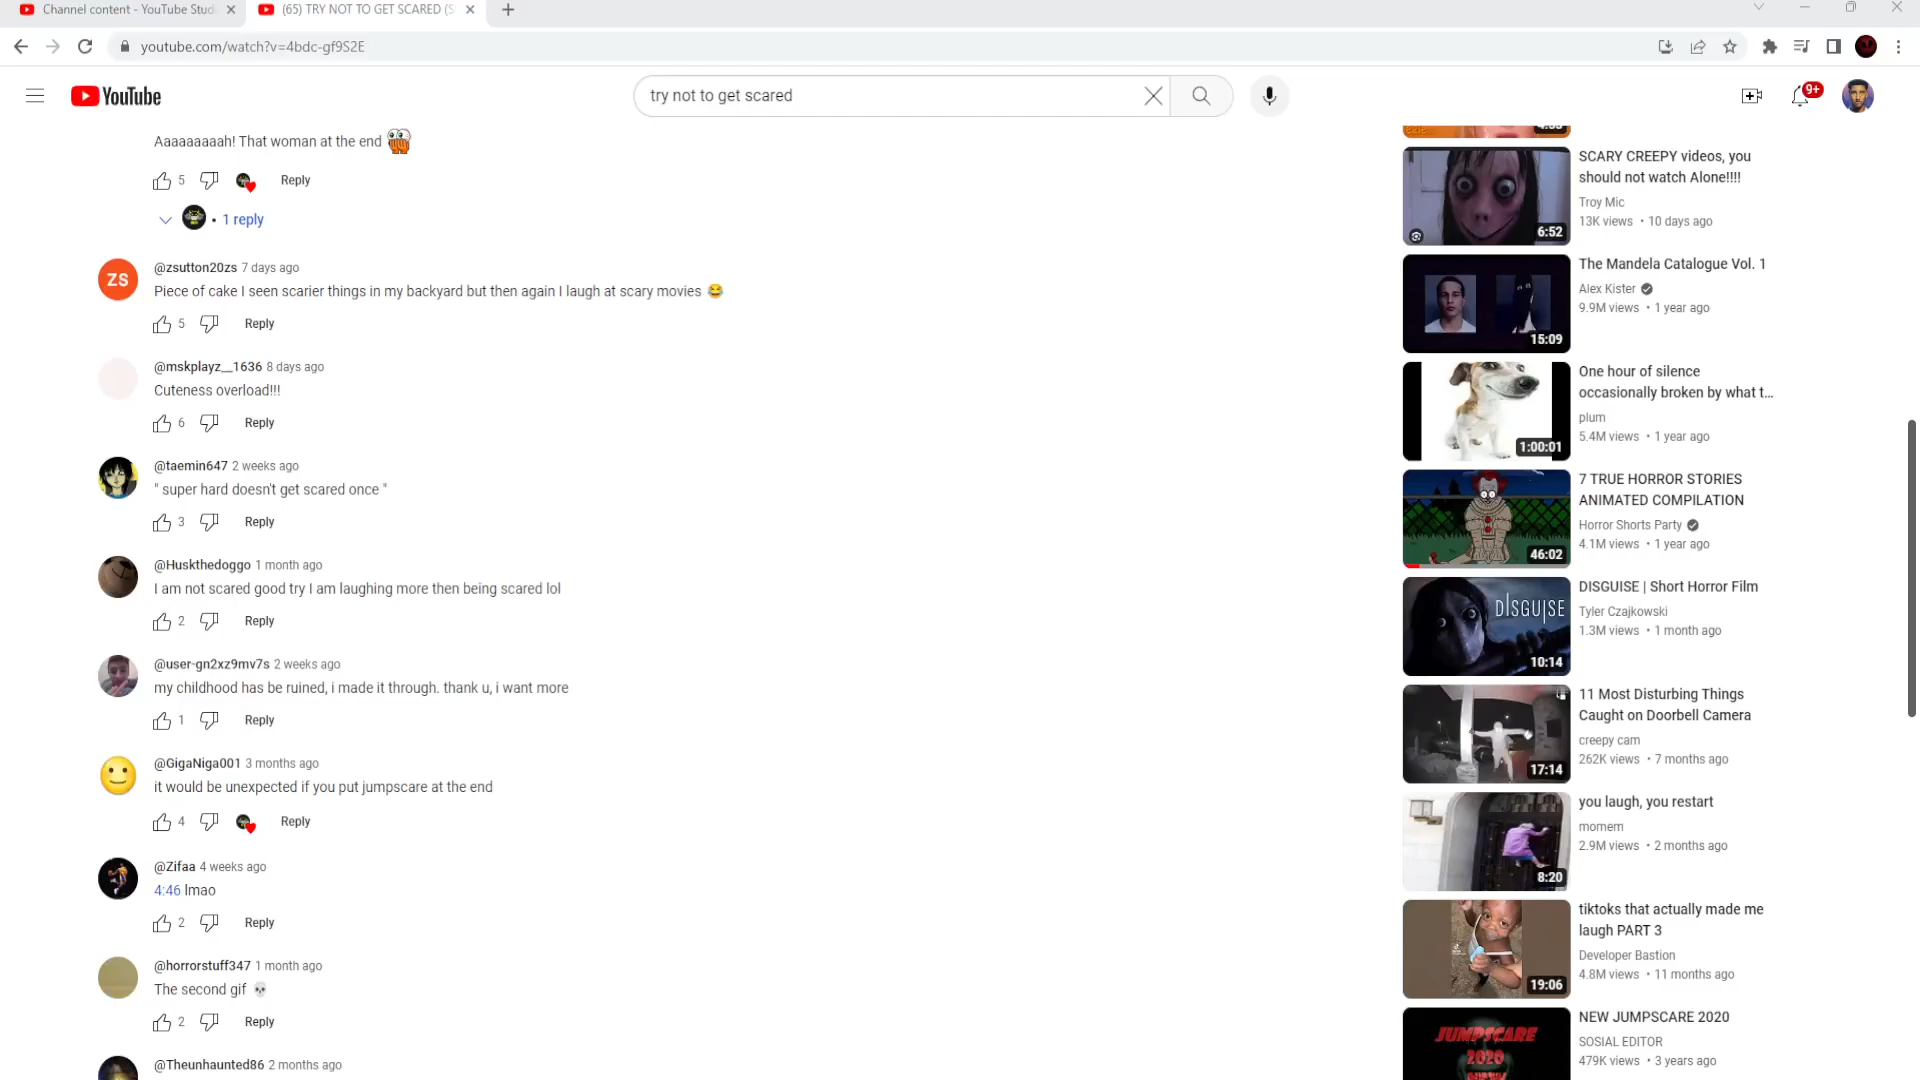 Channel content - YouTube Stud
(65) TRY NOT TO GET SCARED (S
youtube.com/watch?v=4bdc-gf9S2E
YouTube
try not to get scared
9+
Aaaaaaaaah! That woman at the end
5
Reply
• 1 reply
ZS
@zsutton20zs 7 days ago
Piece of cake I seen scarier things in my backyard but then again I laugh at scary movies 😂
5
Reply
@mskplayz__1636 8 days ago
Cuteness overload!!!
6
Reply
@taemin647 2 weeks ago
" super hard doesn't get scared once "
3
Reply
@Huskthedoggo 1 month ago
I am not scared good try I am laughing more then being scared lol
2
Reply
@user-gn2xz9mv7s 2 weeks ago
my childhood has be ruined, i made it through. thank u, i want more
1
Reply
@GigaNiga001 3 months ago
it would be unexpected if you put jumpscare at the end
4
Reply
@Zifaa 4 weeks ago
4:46 lmao
2
Reply
@horrorstuff347 1 month ago
The second gif 💀
2
Reply
@Theunhaunted86 2 months ago
SCARY CREEPY videos, you
should not watch Alone!!!!
Troy Mic
13K views • 10 days ago
6:52
The Mandela Catalogue Vol. 1
Alex Kister
9.9M views • 1 year ago
15:09
One hour of silence
occasionally broken by what t...
plum
5.4M views • 1 year ago
1:00:01
7 TRUE HORROR STORIES
ANIMATED COMPILATION
Horror Shorts Party
4.1M views • 1 year ago
46:02
DISGUISE | Short Horror Film
Tyler Czajkowski
1.3M views • 1 month ago
DISGUISE
10:14
11 Most Disturbing Things
Caught on Doorbell Camera
creepy cam
262K views • 7 months ago
17:14
you laugh, you restart
momem
2.9M views • 2 months ago
8:20
tiktoks that actually made me
laugh PART 3
Developer Bastion
4.8M views • 11 months ago
19:06
NEW JUMPSCARE 2020
SOSIAL EDITOR
479K views • 3 years ago
JUMPSCARE
2020